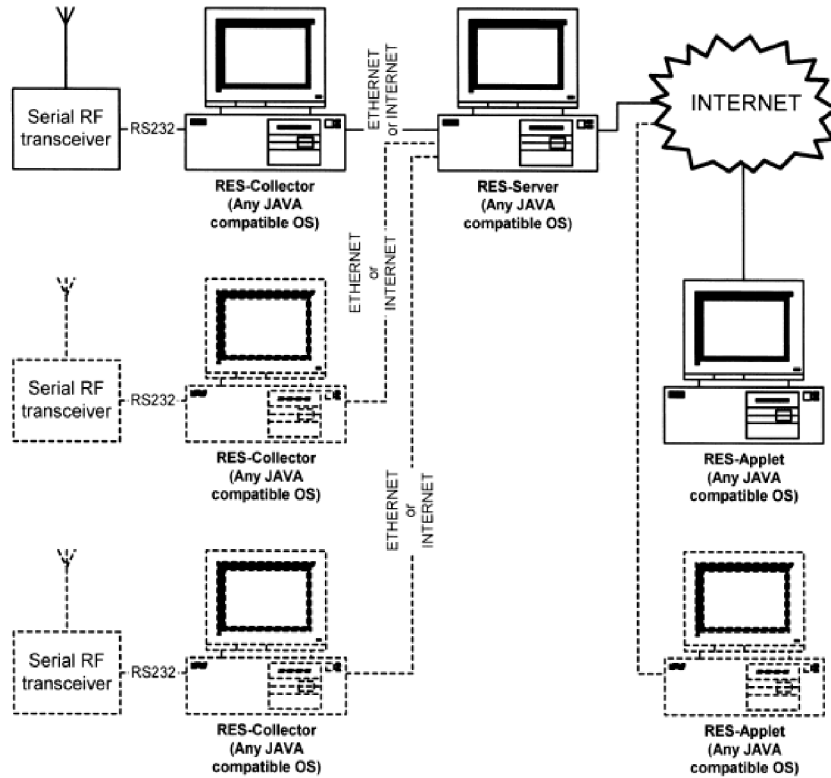 Serial RF
transceiver
RS232
ETHERNET
or INTERNET
INTERNET
RES-Collector
(Any JAVA
compatible OS)
RES-Server
(Any JAVA
compatible OS)
ETHERNET
or
INTERNET
Serial RF
transceiver
RS232
RES-Collector
(Any JAVA
compatible OS)
RES-Applet
(Any JAVA
compatible OS)
ETHERNET
or
INTERNET
Serial RF
transceiver
RS232
RES-Collector
(Any JAVA
compatible OS)
RES-Applet
(Any JAVA
compatible OS)